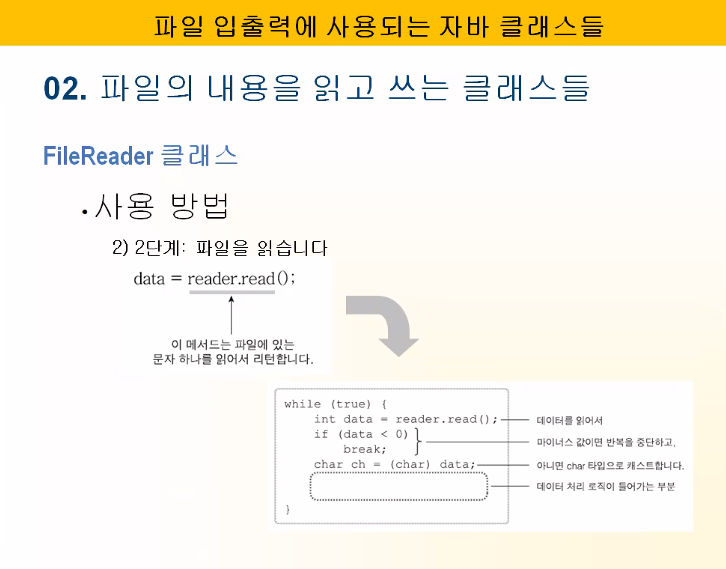 파일 입출력에 사용되는 자바 클래스들
02. 파일의 내용을 읽고 쓰는 클래스들
FileReader 클래스
• 사용 방법
2) 2단계: 파일을 읽습니다
data = reader.read();
이 메서드는 파일에 있는
문자 하나를 읽어서 리턴합니다.
while (true) {
int data = reader.read(); 데이터를 읽어서
if (data < 0)
마이너스 값이면 반복을 중단하고,
break;
char ch = (char) data; 아니면 char 타입으로 캐스트합니다.
데이터 처리 로직이 들어가는 부분
}